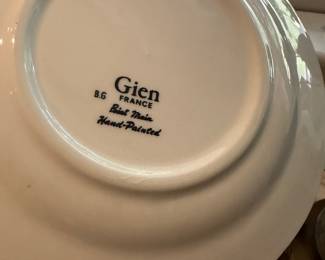 B.G
Gien
FRANCE
Peint Main
Hand-Painted